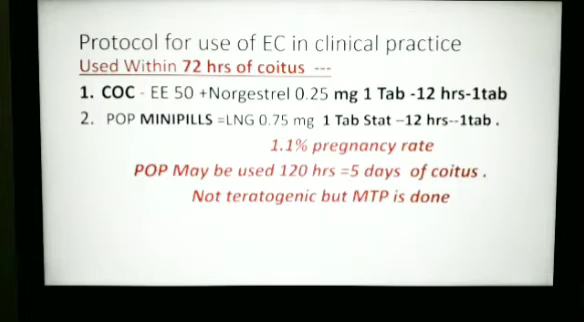 Protocol for use of EC in clinical practice
Used Within 72 hrs of coitus ---
1. COC - EE 50 +Norgestrel 0.25 mg 1 Tab -12 hrs-1tab
2. POP MINIPILLS =LNG 0.75 mg 1 Tab Stat –12 hrs--1tab .
1.1% pregnancy rate
POP May be used 120 hrs =5 days of coitus .
Not teratogenic but MTP is done